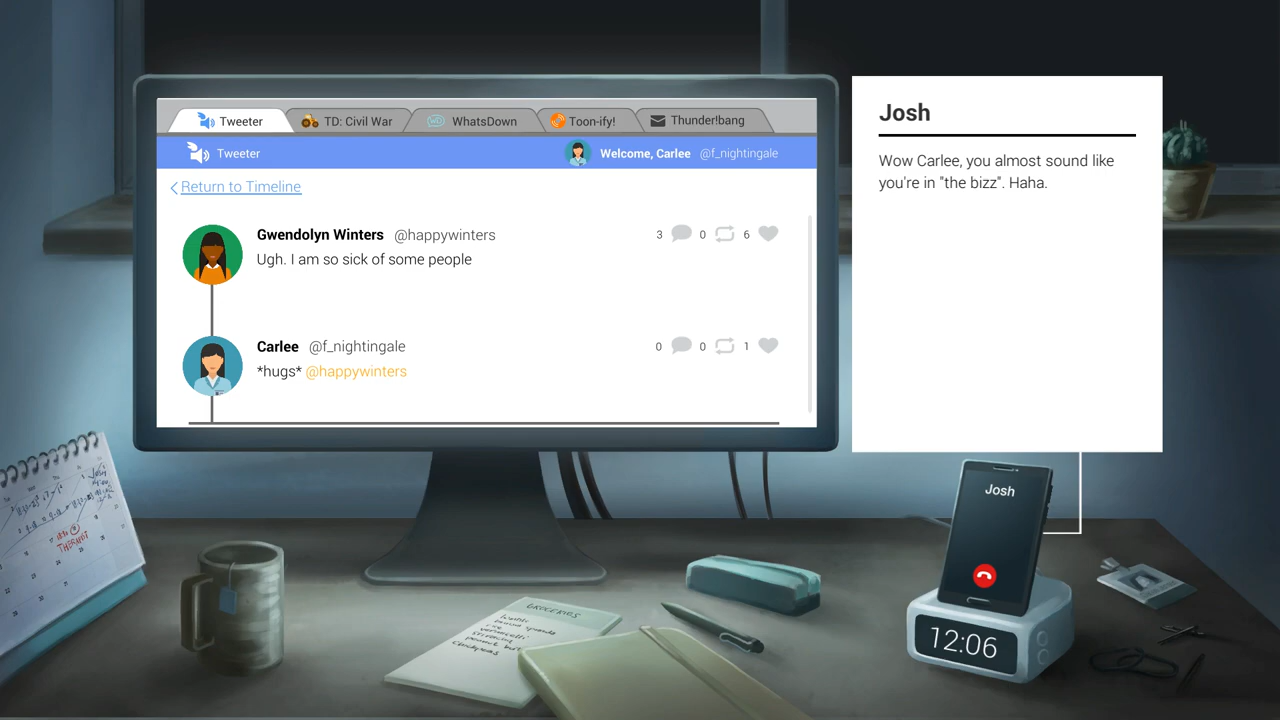 Tweeter
TD: Civil War
WhatsDown
Toon-ify!
Thunder!bang
Tweeter
Welcome, Carlee @f_nightingale
Return to Timeline
Gwendolyn Winters @happywinters
3 0 6
Ugh. I am so sick of some people
Carlee @f_nightingale
0 0 1
*hugs* @happywinters
Josh
Wow Carlee, you almost sound like
you're in "the bizz". Haha.
Josh
12:06
THERAPIST
GROCERIES